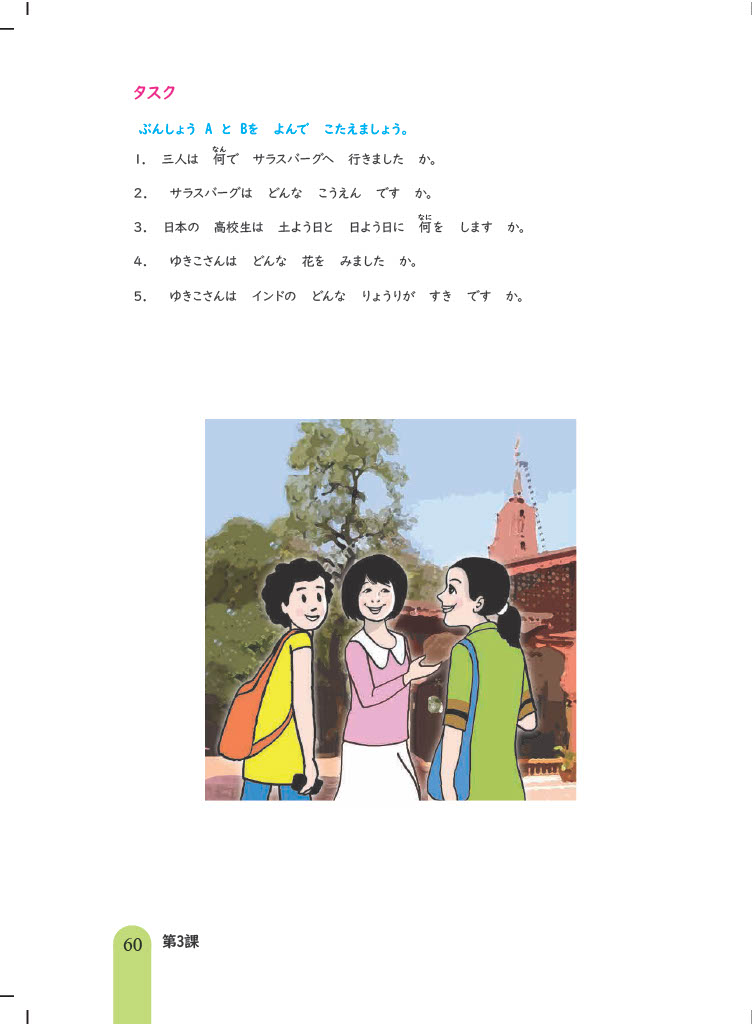 タスク
ぶんしょう A と Bを よんで こたえましょう。
1. 三人は 何で サラスバーグへ 行きました か。
2. サラスバーグは どんな こうえん です か。
3. 日本の 高校生は 土よう日と 日よう日に 何を します か。
4. ゆきこさんは どんな 花を みました か。
5. ゆきこさんは インドの どんな りょうりが すき です か。
60 第3課